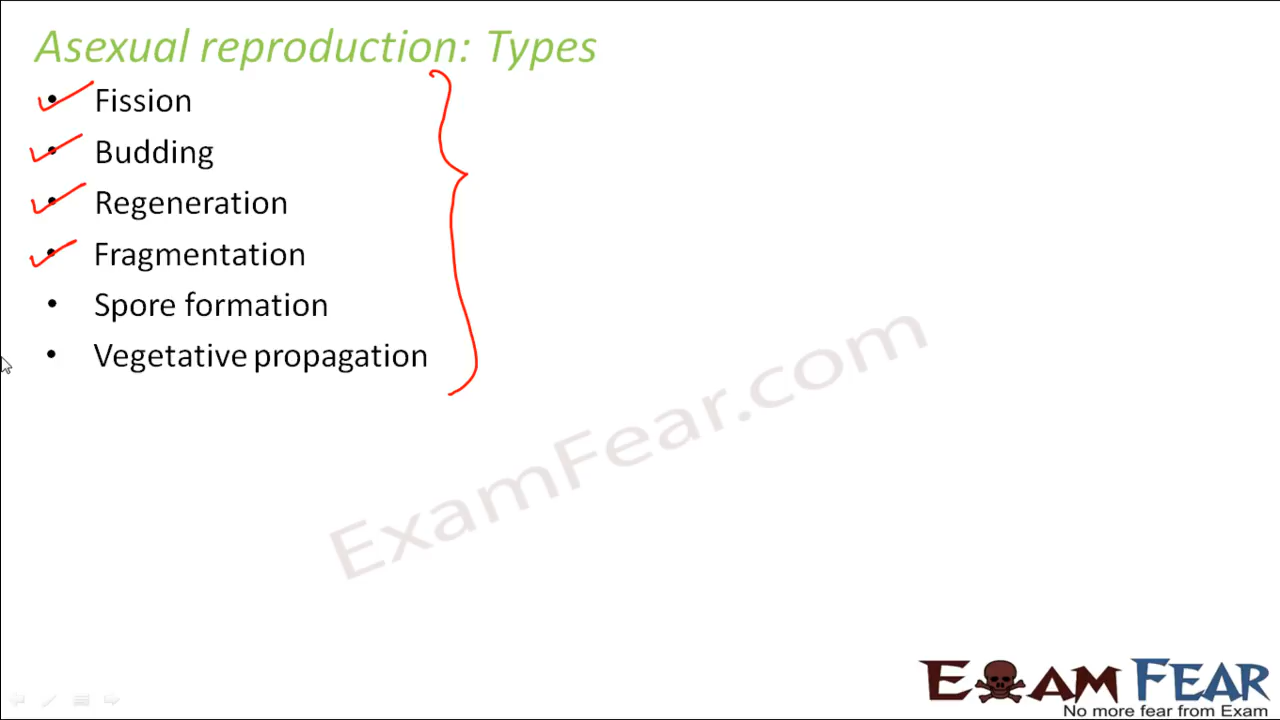 Asexual reproduction: Types
• Fission
• Budding
• Regeneration
• Fragmentation
• Spore formation
• Vegetative propagation
ExamFear.com
EXAM FEAR
No more fear from Exam